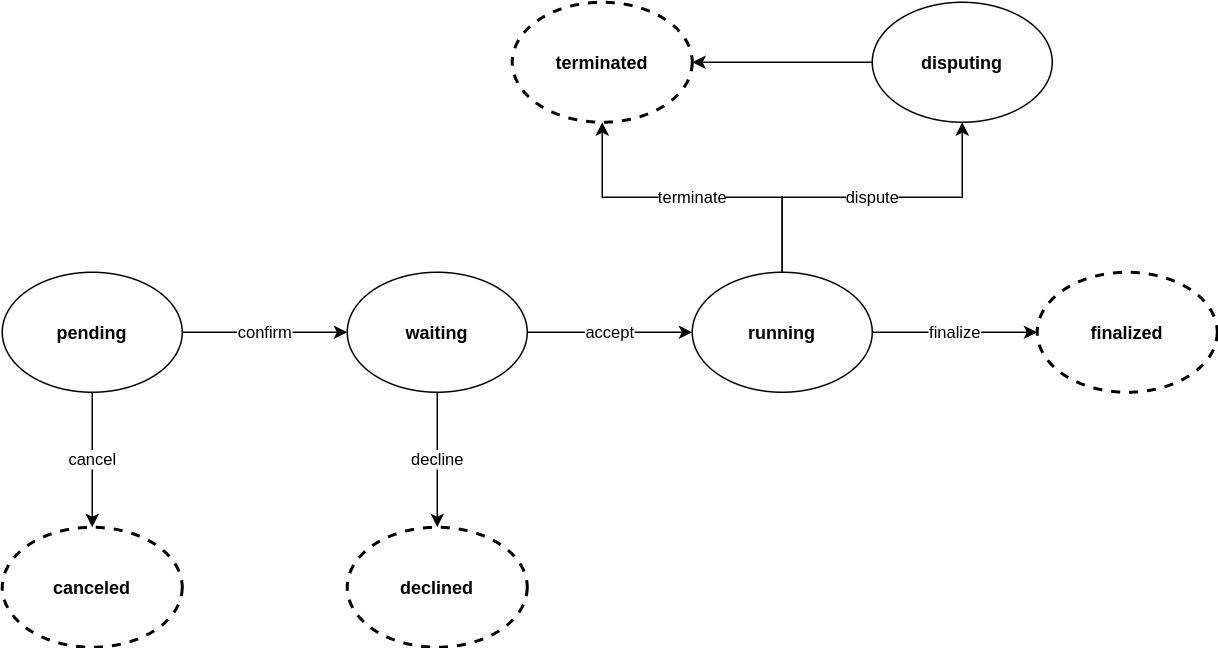 terminated
disputing
terminate
dispute
pending
confirm
waiting
accept
running
finalize
finalized
cancel
decline
canceled
declined